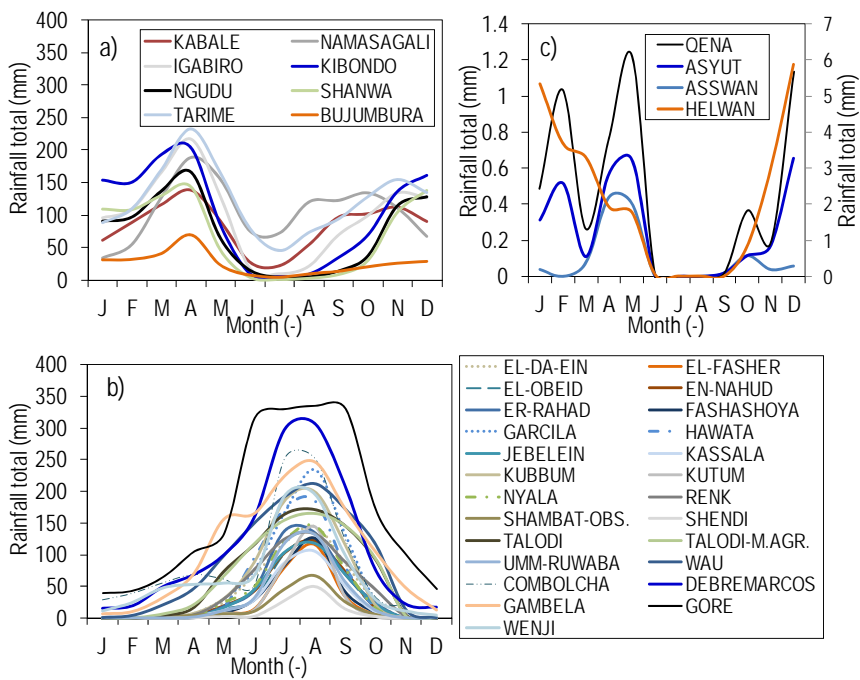 a)
Rainfall total (mm)
400
350
300
250
200
150
100
50
0
KABALE NAMASAGALI
IGABIRO KIBONDO
NGUDU SHANWA
TARIME BUJUMBURA
J F M A M J J A S O N D
Month (-)
c)
Rainfall total (mm)
1.4
1.2
1
0.8
0.6
0.4
0.2
0
QENA
ASYUT
ASSWAN
HELWAN
7
6
5
4
3
2
1
0
Rainfall total (mm)
J F M A M J J A S O N D
Month (-)
b)
Rainfall total (mm)
400
350
300
250
200
150
100
50
0
J F M A M J J A S O N D
Month (-)
EL-DA-EIN EL-FASHER
EL-OBEID EN-NAHUD
ER-RAHAD FASHASHOYA
GARCILA HAWATA
JEBELEIN KASSALA
KUBBUM KUTUM
NYALA RENK
SHAMBAT-OBS. SHENDI
TALODI TALODI-M.AGR.
UMM-RUWABA WAU
COMBOLCHA DEBREMARCOS
GAMBELA GORE
WENJI